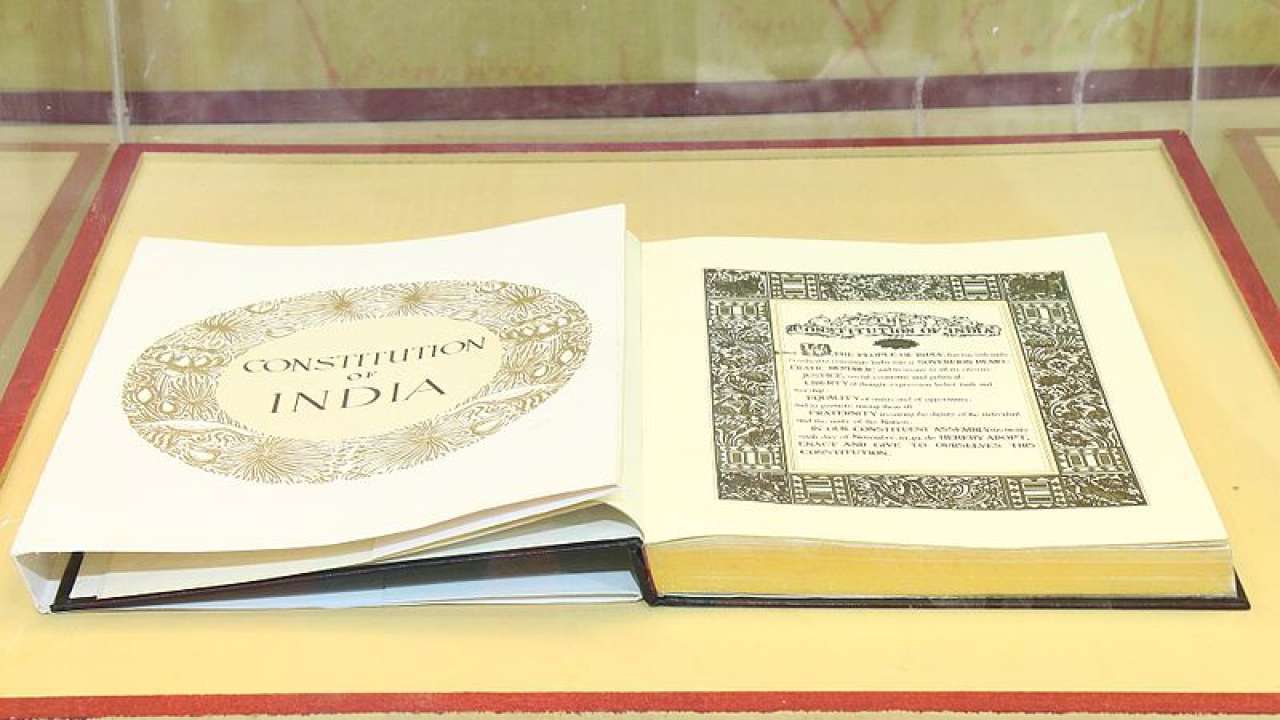 CONSTITUTION
OF
INDIA
THE
CONSTITUTION OF INDIA
WE, THE PEOPLE OF INDIA, having solemnly
resolved to constitute India into a SOVEREIGN DEMO-
CRATIC REPUBLIC and to secure to all its citizens:
JUSTICE, social, economic and political;
LIBERTY of thought, expression, belief, faith and
worship;
EQUALITY of status and of opportunity;
and to promote among them all
FRATERNITY assuring the dignity of the individual
and the unity of the Nation;
IN OUR CONSTITUENT ASSEMBLY this twenty
sixth day of November, 1949, do HEREBY ADOPT,
ENACT AND GIVE TO OURSELVES THIS
CONSTITUTION.